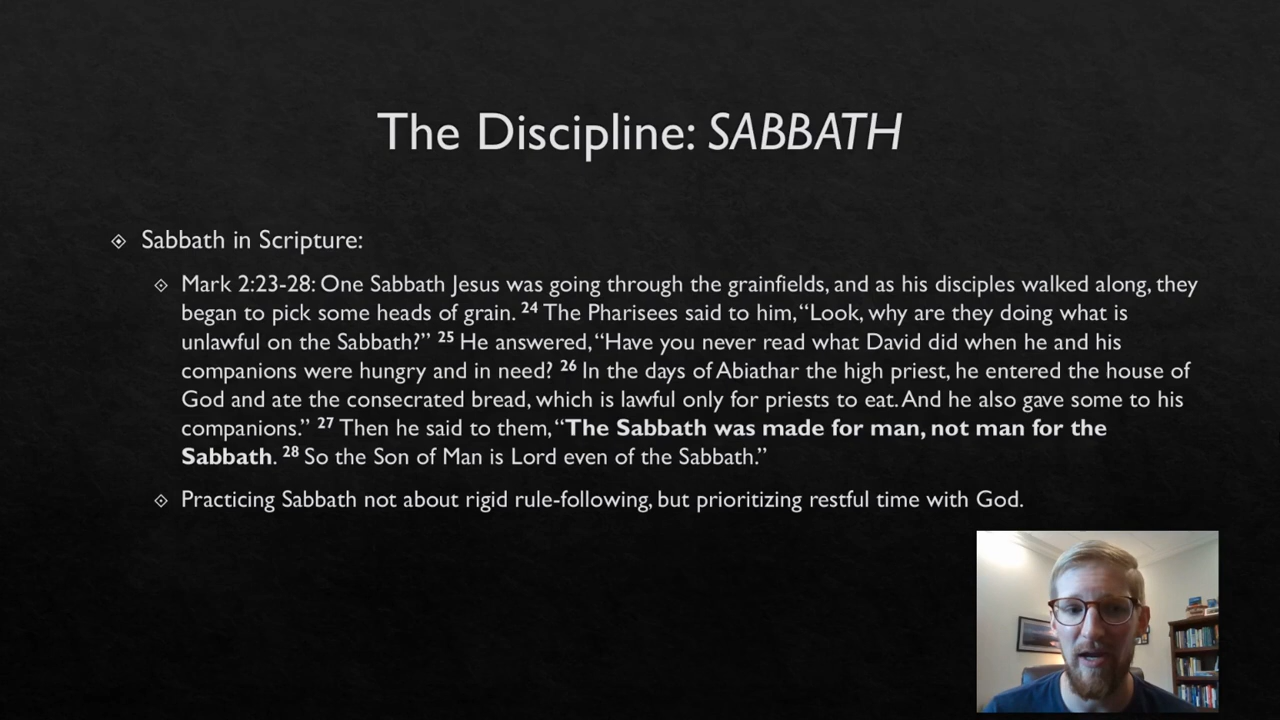 The Discipline: SABBATH
Sabbath in Scripture:
Mark 2:23-28: One Sabbath Jesus was going through the grainfields, and as his disciples walked along, they
began to pick some heads of grain. 24 The Pharisees said to him, “Look, why are they doing what is
unlawful on the Sabbath?” 25 He answered, “Have you never read what David did when he and his
companions were hungry and in need? 26 In the days of Abiathar the high priest, he entered the house of
God and ate the consecrated bread, which is lawful only for priests to eat. And he also gave some to his
companions.” 27 Then he said to them, “The Sabbath was made for man, not man for the
Sabbath. 28 So the Son of Man is Lord even of the Sabbath.”
Practicing Sabbath not about rigid rule-following, but prioritizing restful time with God.